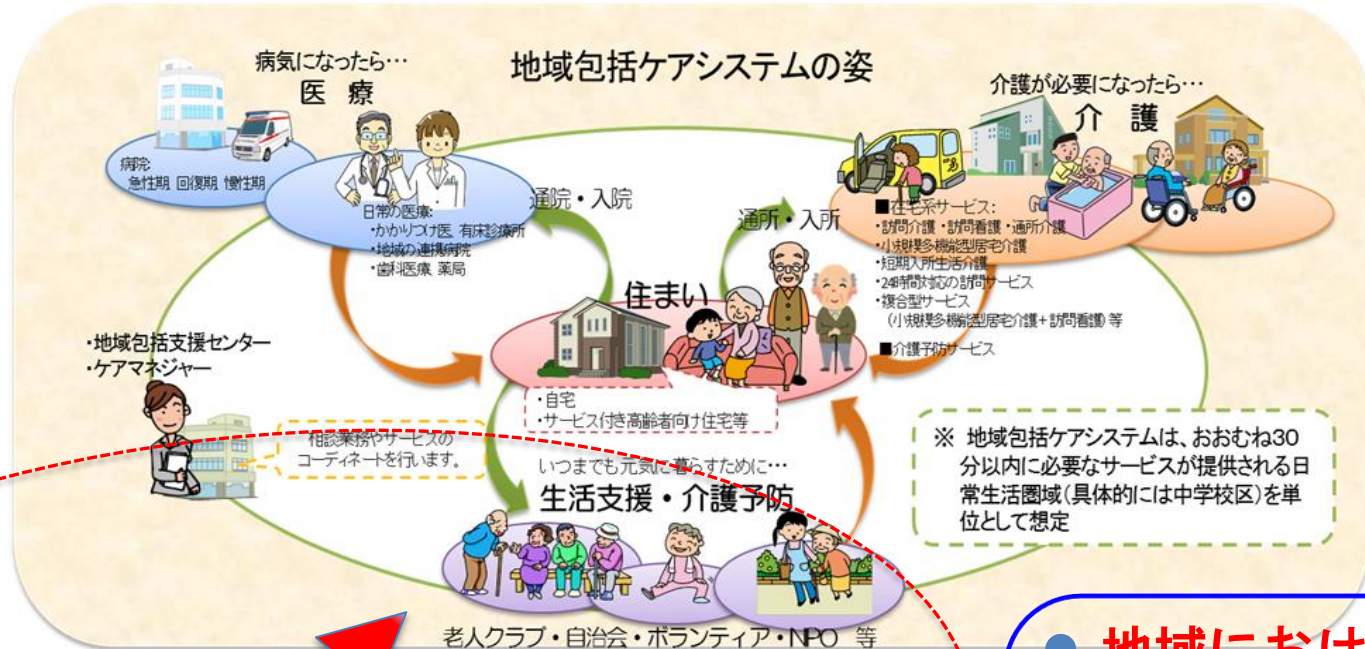 地域包括ケアシステムの姿
病気になったら…
医 療
病院:
急性期 回復期 慢性期
日常の医療:
・かかりつけ医 有床診療所
・地域の連携病院
・歯科医療 薬局
通院・入院
通所・入所
介護が必要になったら…
介 護
■在宅系サービス:
・訪問介護・訪問看護・通所介護
・小規模多機能型居宅介護
・短期入所生活介護
・24時間対応の訪問サービス
・複合型サービス
(小規模多機能型居宅介護+訪問看護)等
■介護予防サービス
住まい
・自宅
・サービス付き高齢者向け住宅等
・地域包括支援センター
・ケアマネジャー
相談業務やサービスの
コーディネートを行います。
いつまでも元気に暮らすために…
生活支援・介護予防
老人クラブ・自治会・ボランティア・NPO 等
※ 地域包括ケアシステムは、おおむね30
分以内に必要なサービスが提供される日
常生活圏域(具体的には中学校区)を単
位として想定
● 地域におけ